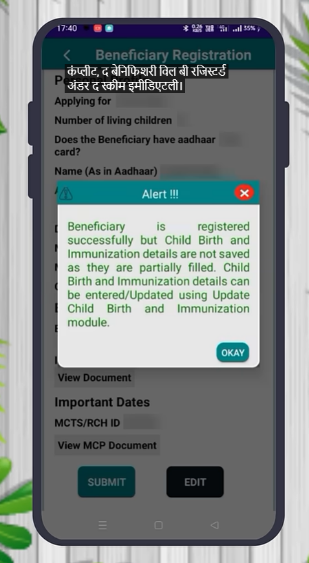 17:40
55%
Beneficiary Registration
कंप्लीट, द बेनिफिशरी विल बी रजिस्टर्ड
अंडर द स्कीम इमीडिएटली।
Applying for
Number of living children
Does the Beneficiary have aadhaar
card?
Name (As in Aadhaar)
Alert !!!
Beneficiary is registered
successfully but Child Birth and
Immunization details are not saved
as they are partially filled. Child
Birth and Immunization details can
be entered/Updated using Update
Child Birth and Immunization
module.
OKAY
View Document
Important Dates
MCTS/RCH ID
View MCP Document
SUBMIT
EDIT